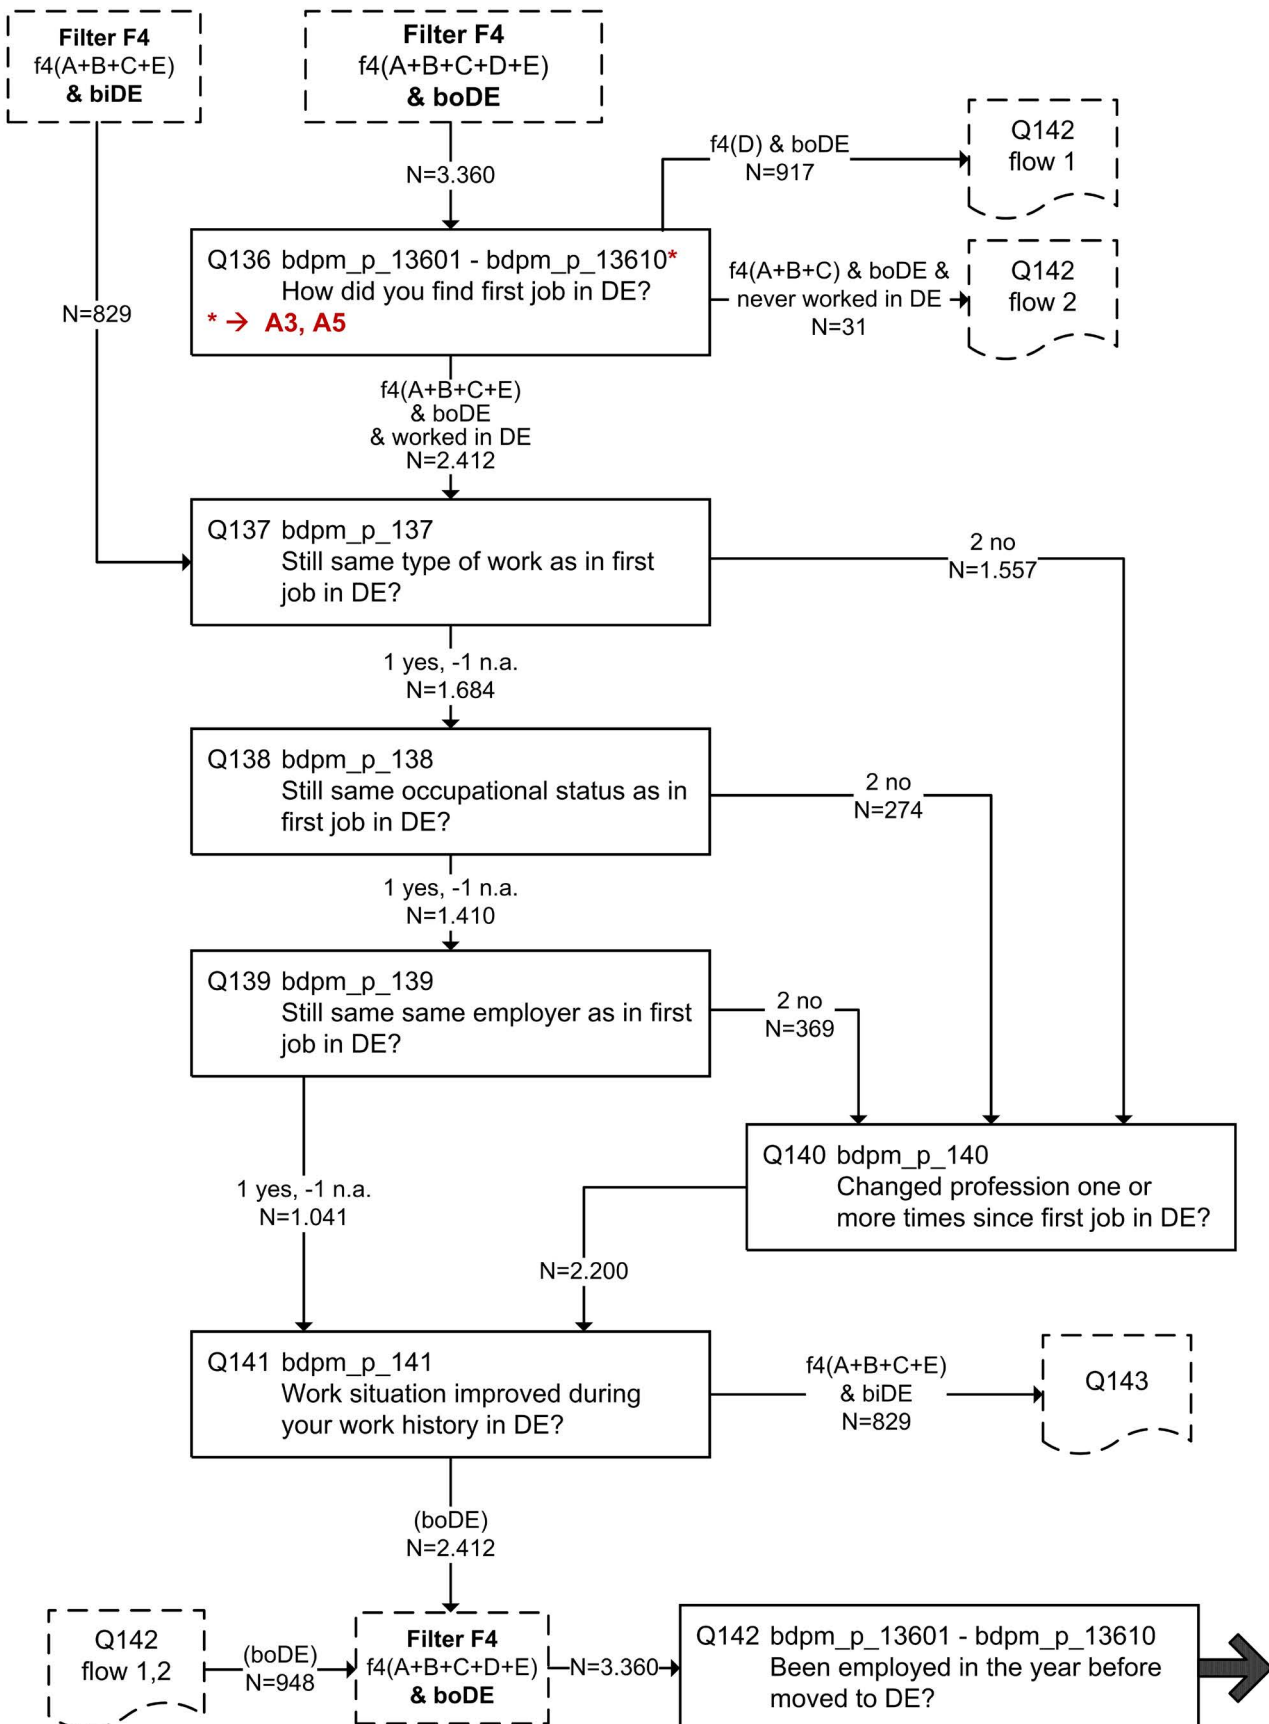 Filter F4
f4(A+B+C+E)
& biDE
Filter F4
f4(A+B+C+D+E)
& boDE
N=3.360
f4(D) & boDE
N=917
Q142
flow 1
Q136 bdpm_p_13601 - bdpm_p_13610*
How did you find first job in DE?
* → A3, A5
f4(A+B+C) & boDE &
never worked in DE
N=31
Q142
flow 2
N=829
f4(A+B+C+E)
& boDE
& worked in DE
N=2.412
Q137 bdpm_p_137
Still same type of work as in first
job in DE?
2 no
N=1.557
1 yes, -1 n.a.
N=1.684
Q138 bdpm_p_138
Still same occupational status as in
first job in DE?
2 no
N=274
1 yes, -1 n.a.
N=1.410
Q139 bdpm_p_139
Still same same employer as in first
job in DE?
2 no
N=369
Q140 bdpm_p_140
Changed profession one or
more times since first job in DE?
1 yes, -1 n.a.
N=1.041
N=2.200
Q141 bdpm_p_141
Work situation improved during
your work history in DE?
f4(A+B+C+E)
& biDE
N=829
Q143
(boDE)
N=2.412
Q142
flow 1,2
(boDE)
N=948
Filter F4
f4(A+B+C+D+E)
& boDE
N=3.360
Q142 bdpm_p_13601 - bdpm_p_13610
Been employed in the year before
moved to DE?